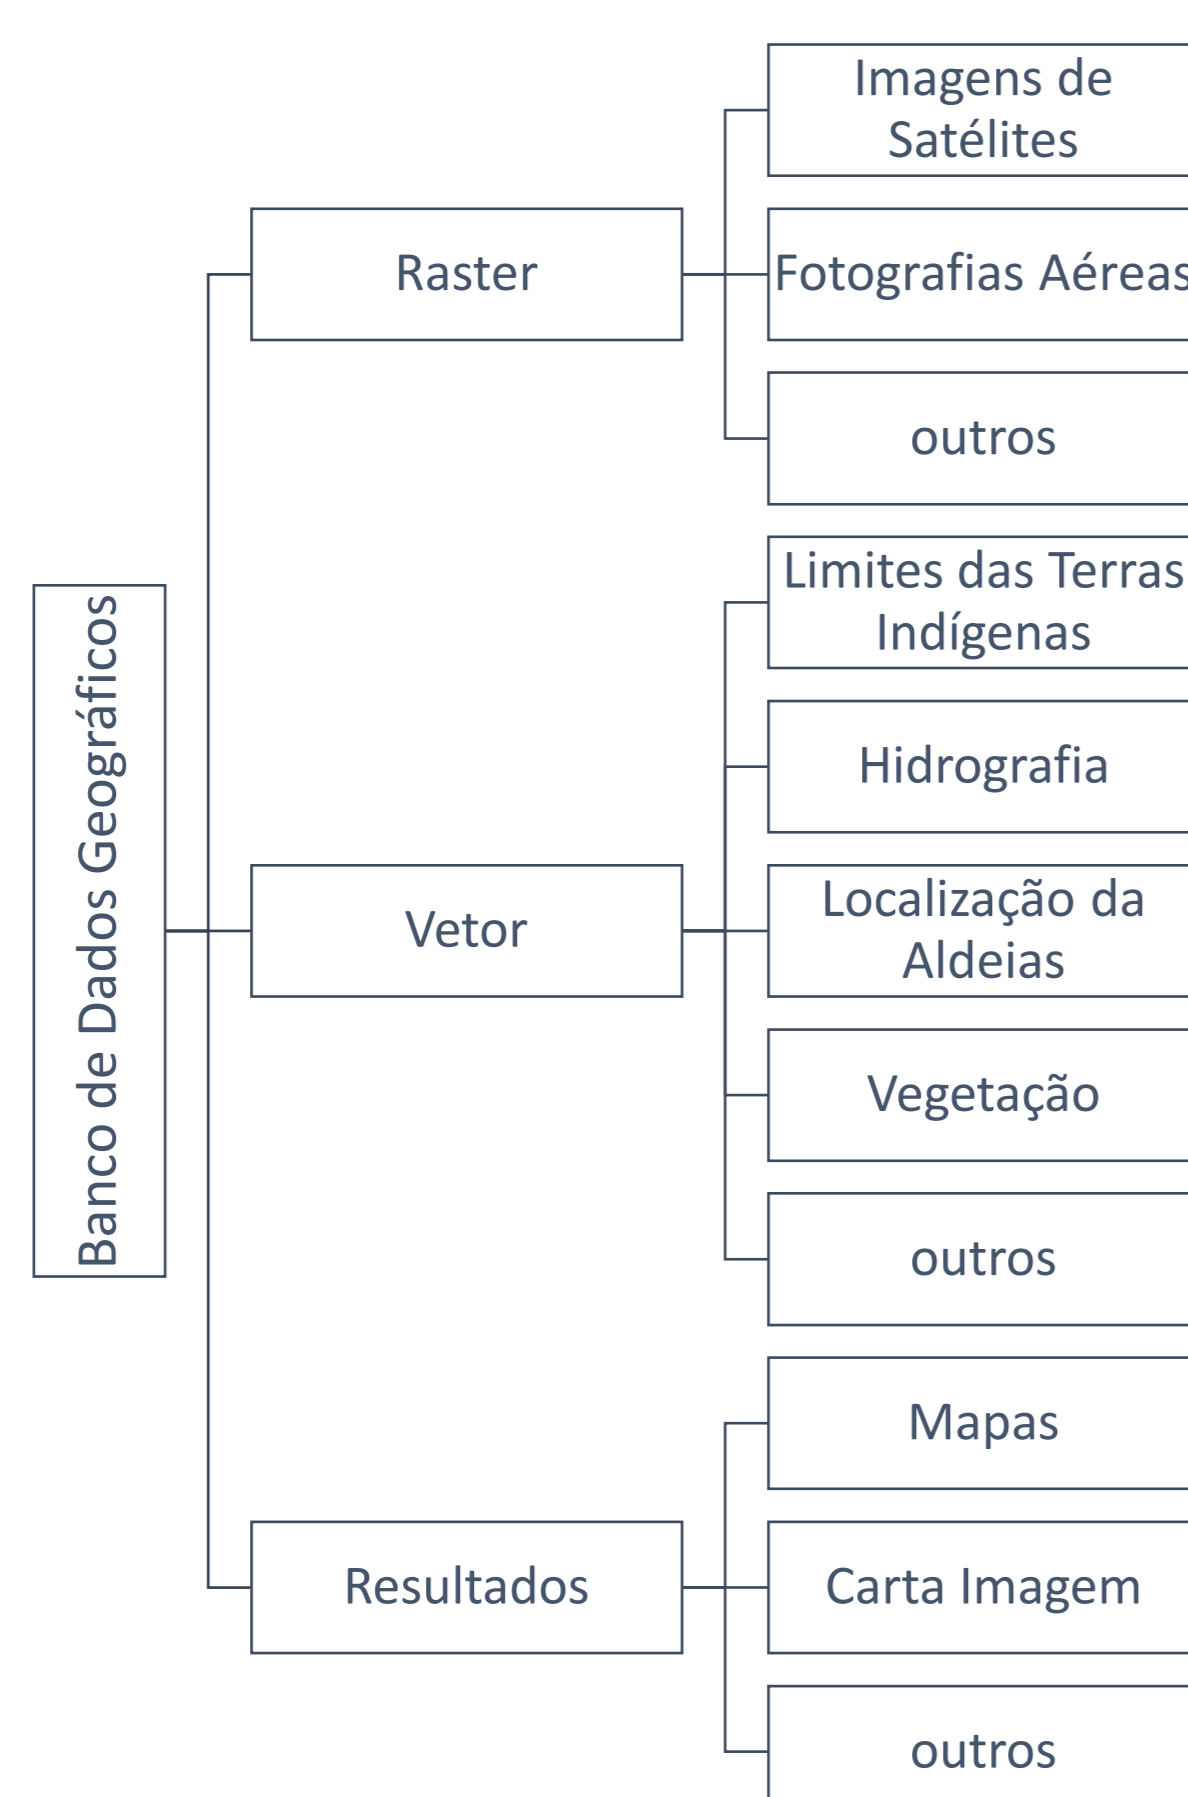 Banco de Dados Geográficos
Raster
Imagens de
Satélites
Fotografias Aéreas
outros
Vetor
Limites das Terras
Indígenas
Hidrografia
Localização da
Aldeias
Vegetação
outros
Resultados
Mapas
Carta Imagem
outros